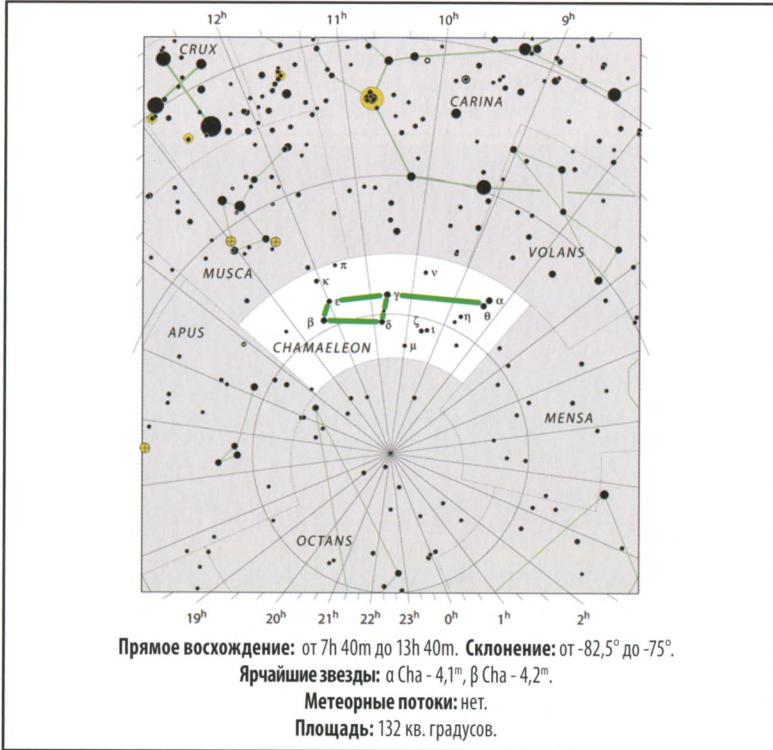 12ʰ 11ʰ 10ʰ 9ʰ
CRUX
CARINA
VOLANS
MUSCA
π
ν
κ
ε γ α
θ
β δ ζ ι η
APUS
CHAMAELEON μ
MENSA
OCTANS
19ʰ 20ʰ 21ʰ 22ʰ 23ʰ 0ʰ 1ʰ 2ʰ
Прямое восхождение: от 7h 40m до 13h 40m. Склонение: от -82,5° до -75°.
Ярчайшие звезды: α Cha - 4,1ᵐ, β Cha - 4,2ᵐ.
Метеорные потоки: нет.
Площадь: 132 кв. градусов.